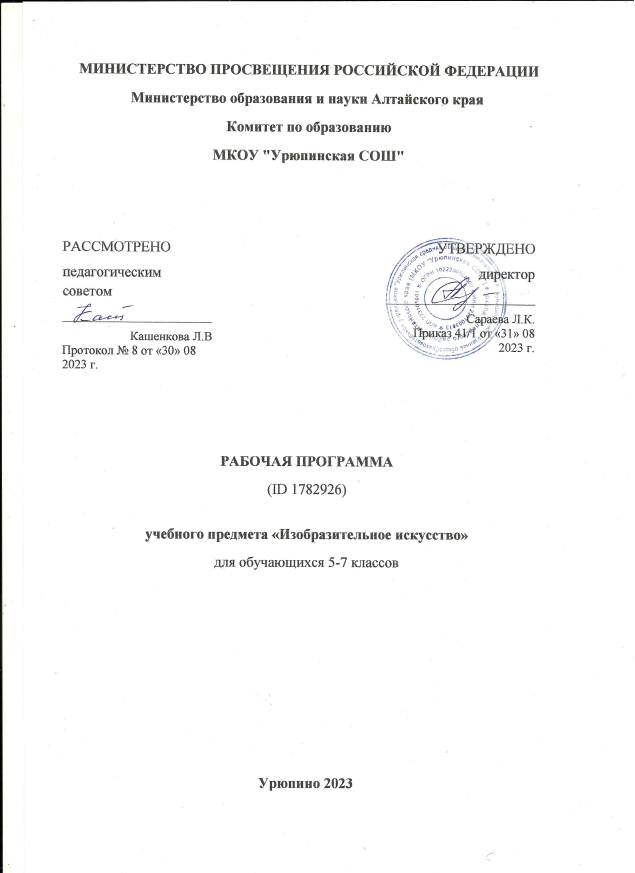 МИНИСТЕРСТВО ПРОСВЕЩЕНИЯ РОССИЙСКОЙ ФЕДЕРАЦИИ
Министерство образования и науки Алтайского края
Комитет по образованию
МКОУ "Урюпинская СОШ"
РАССМОТРЕНО
педагогическим
советом
Кашенкова Л.В
Протокол № 8 от «30» 08
2023 г.
УТВЕРЖДЕНО
директор
Сараева Л.К.
Приказ 41/1 от «31» 08
2023 г.
РАБОЧАЯ ПРОГРАММА
(ID 1782926)
учебного предмета «Изобразительное искусство»
для обучающихся 5-7 классов
Урюпино 2023